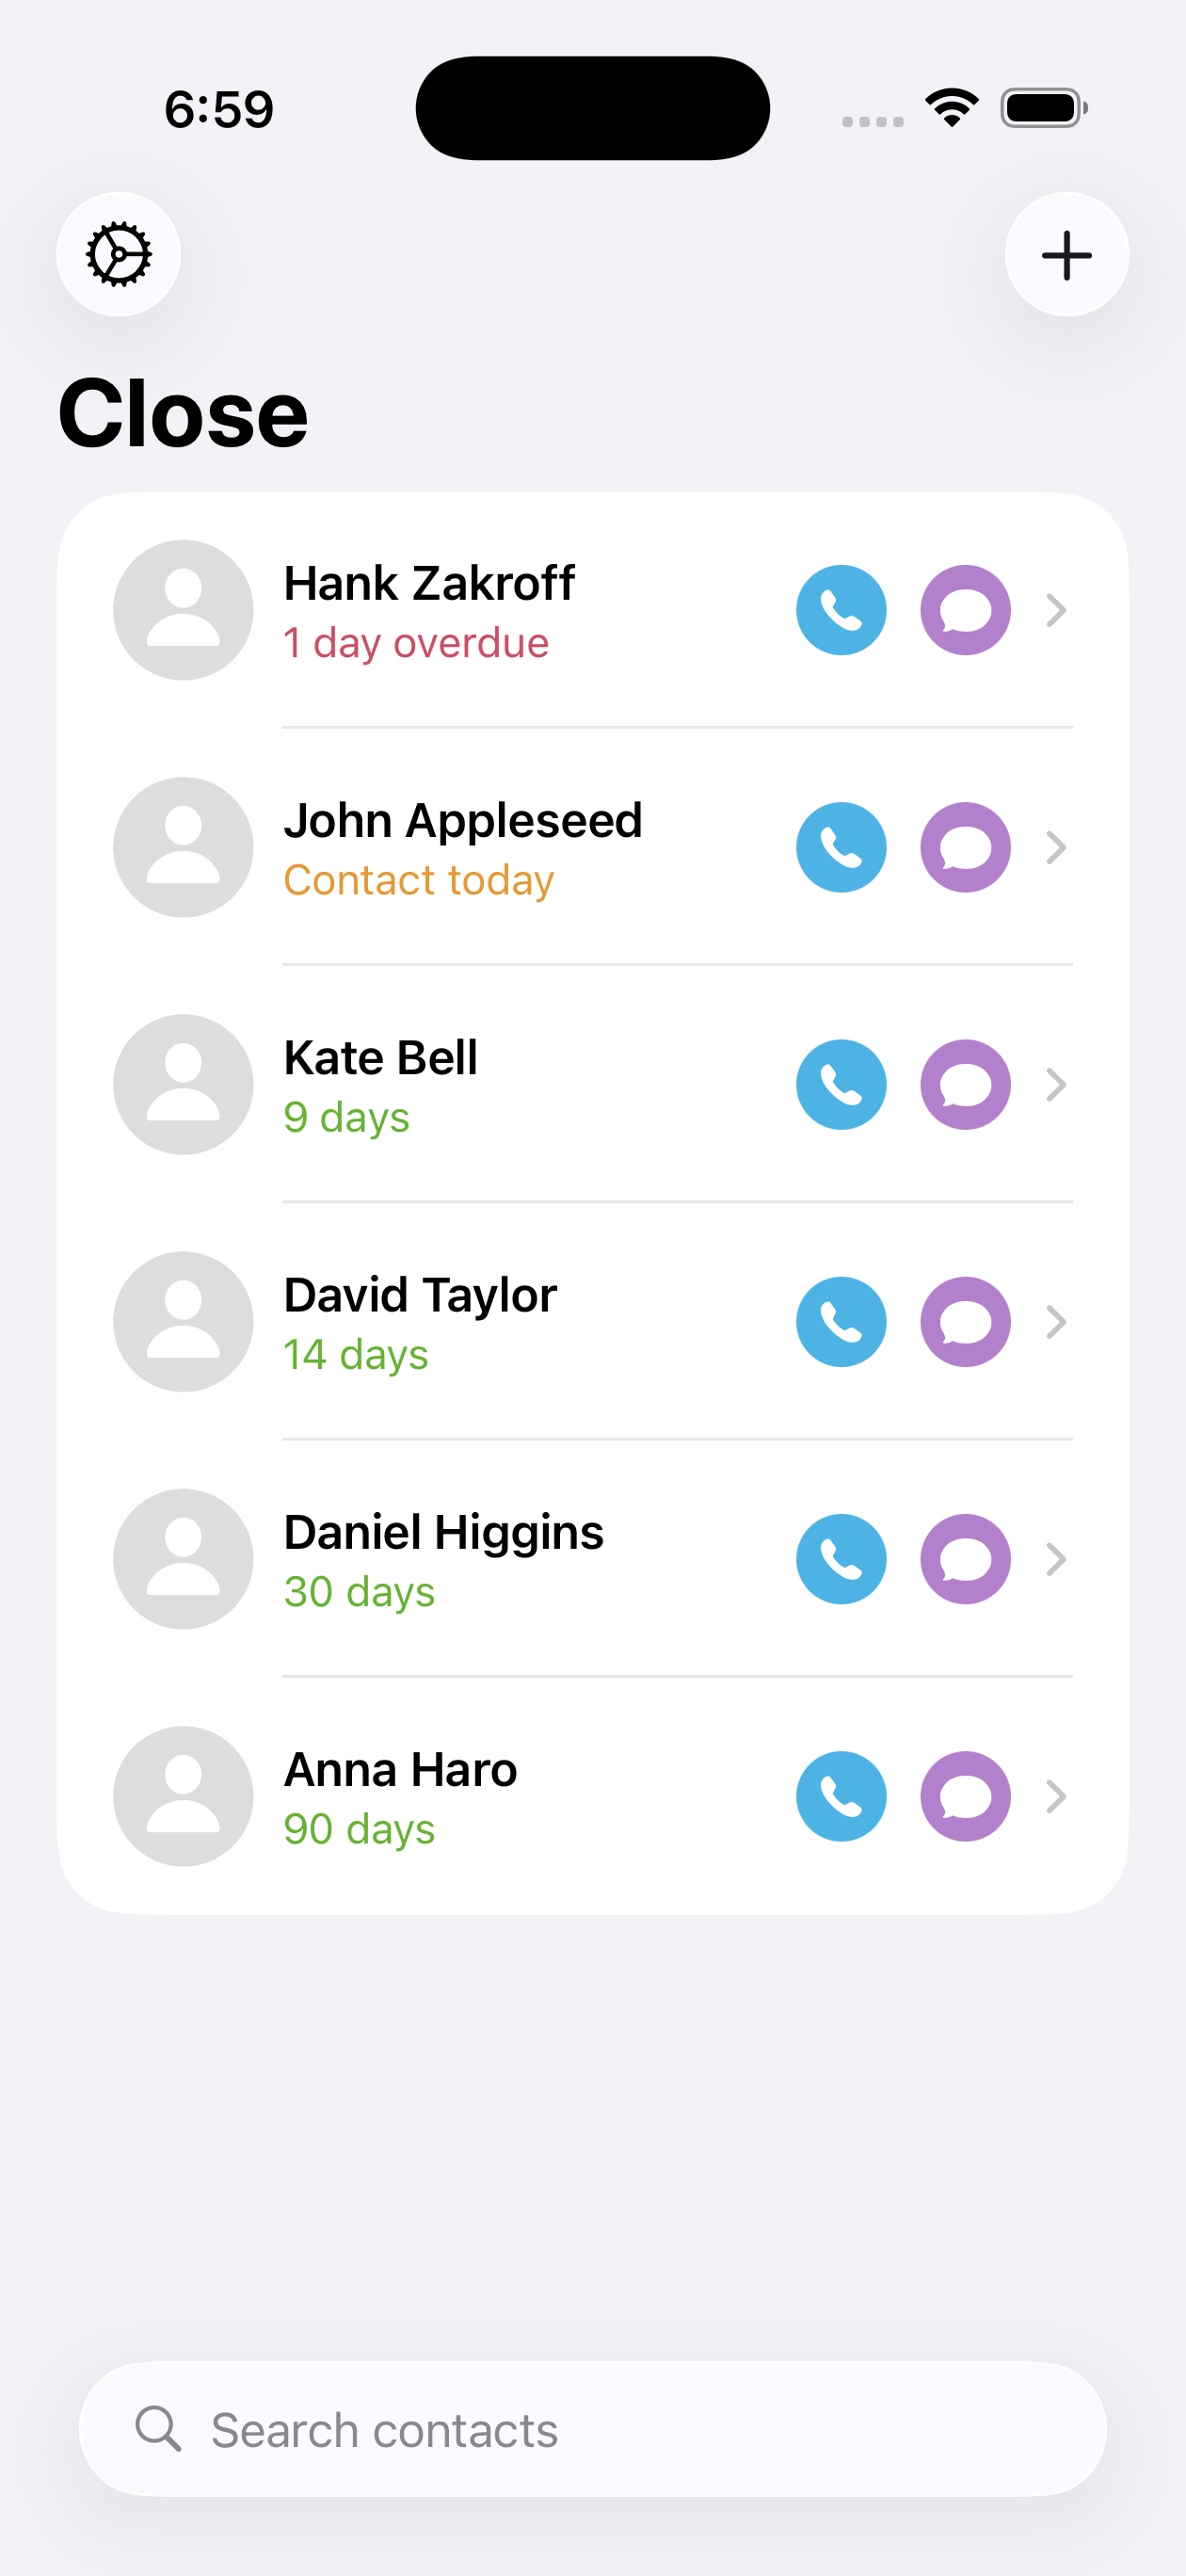 6:59
Close
Hank Zakroff
1 day overdue
John Appleseed
Contact today
Kate Bell
9 days
David Taylor
14 days
Daniel Higgins
30 days
Anna Haro
90 days
Search contacts